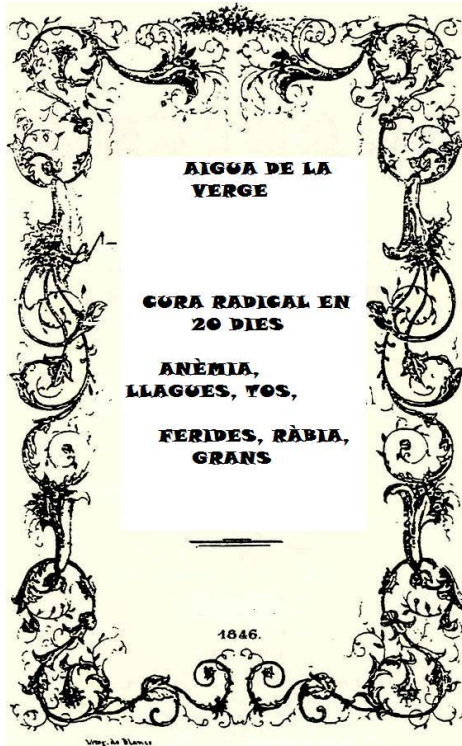 AIGUA DE LA
VERGE
CURA RADICAL EN
20 DIES
ANÈMIA,
LLAGUES, TOS,
FERIDES, RÀBIA,
GRANS
1846.